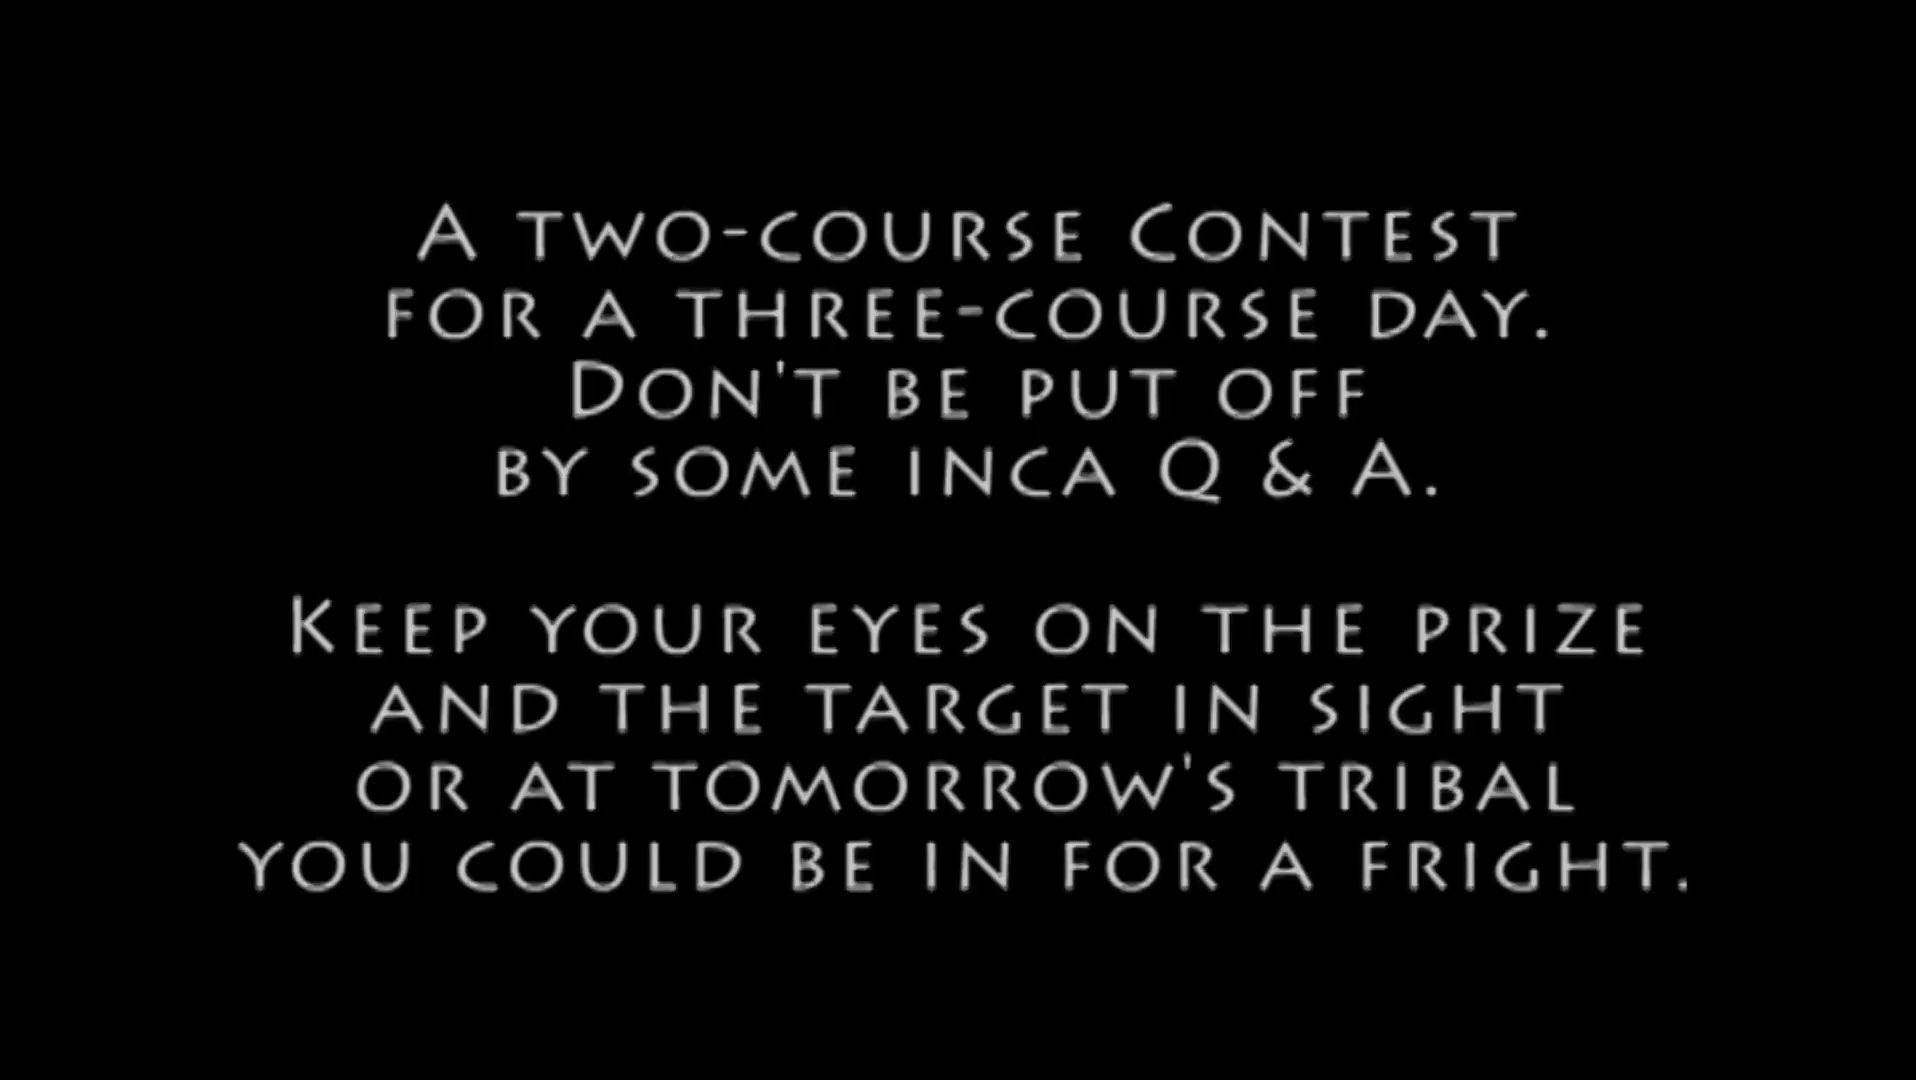 A TWO-COURSE CONTEST
FOR A THREE-COURSE DAY.
DON'T BE PUT OFF
BY SOME INCA Q & A.
KEEP YOUR EYES ON THE PRIZE
AND THE TARGET IN SIGHT
OR AT TOMORROW'S TRIBAL
YOU COULD BE IN FOR A FRIGHT.